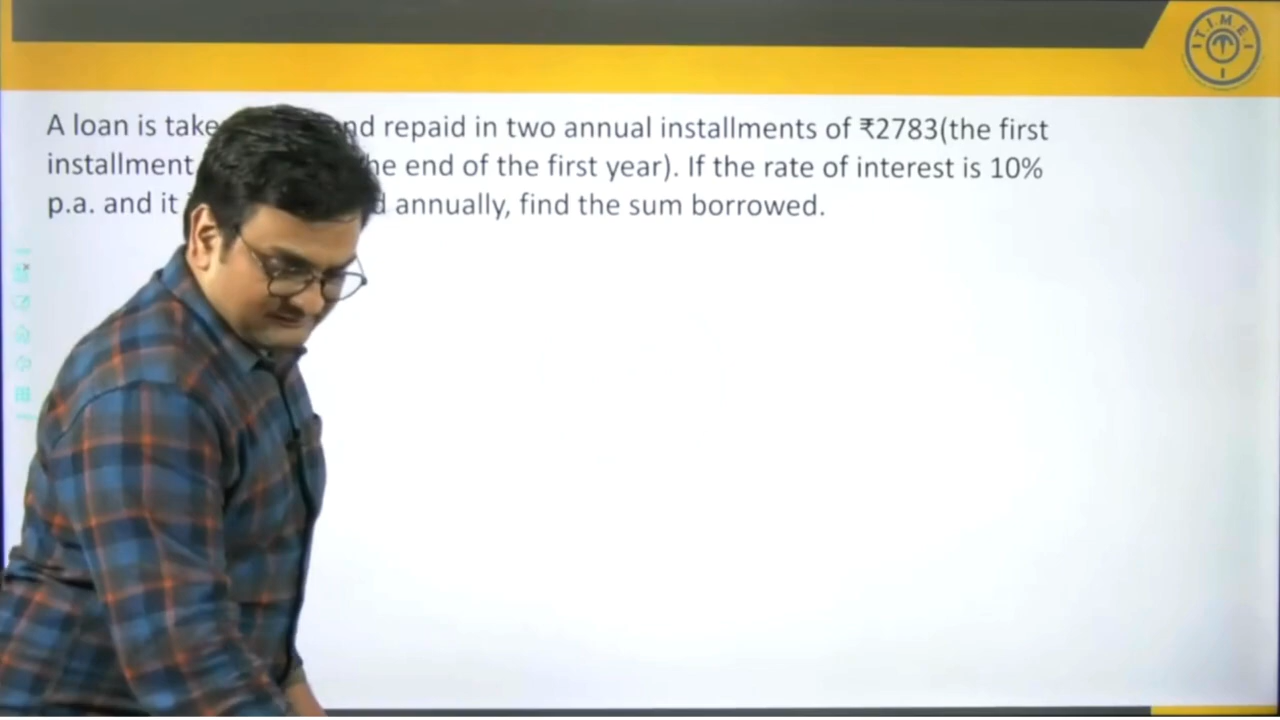 A loan is take nd repaid in two annual installments of ₹2783(the first
installment he end of the first year). If the rate of interest is 10%
p.a. and it d annually, find the sum borrowed.
T.I.M.E